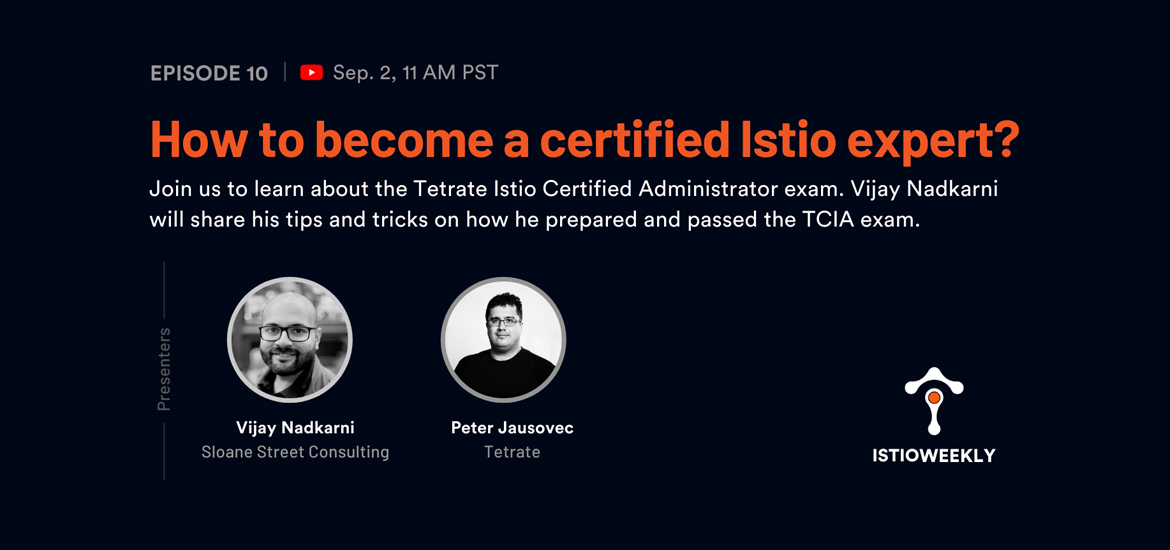 EPISODE 10 | Sep. 2, 11 AM PST
How to become a certified Istio expert?
Join us to learn about the Tetrate Istio Certified Administrator exam. Vijay Nadkarni
will share his tips and tricks on how he prepared and passed the TCIA exam.
Presenters
Vijay Nadkarni
Sloane Street Consulting
Peter Jausovec
Tetrate
ISTIOWEEKLY